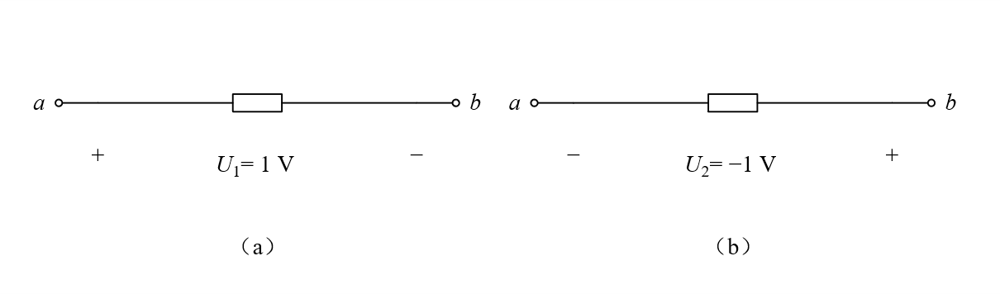 a b a b
+ U₁= 1 V − − U₂= −1 V +
（a） （b）